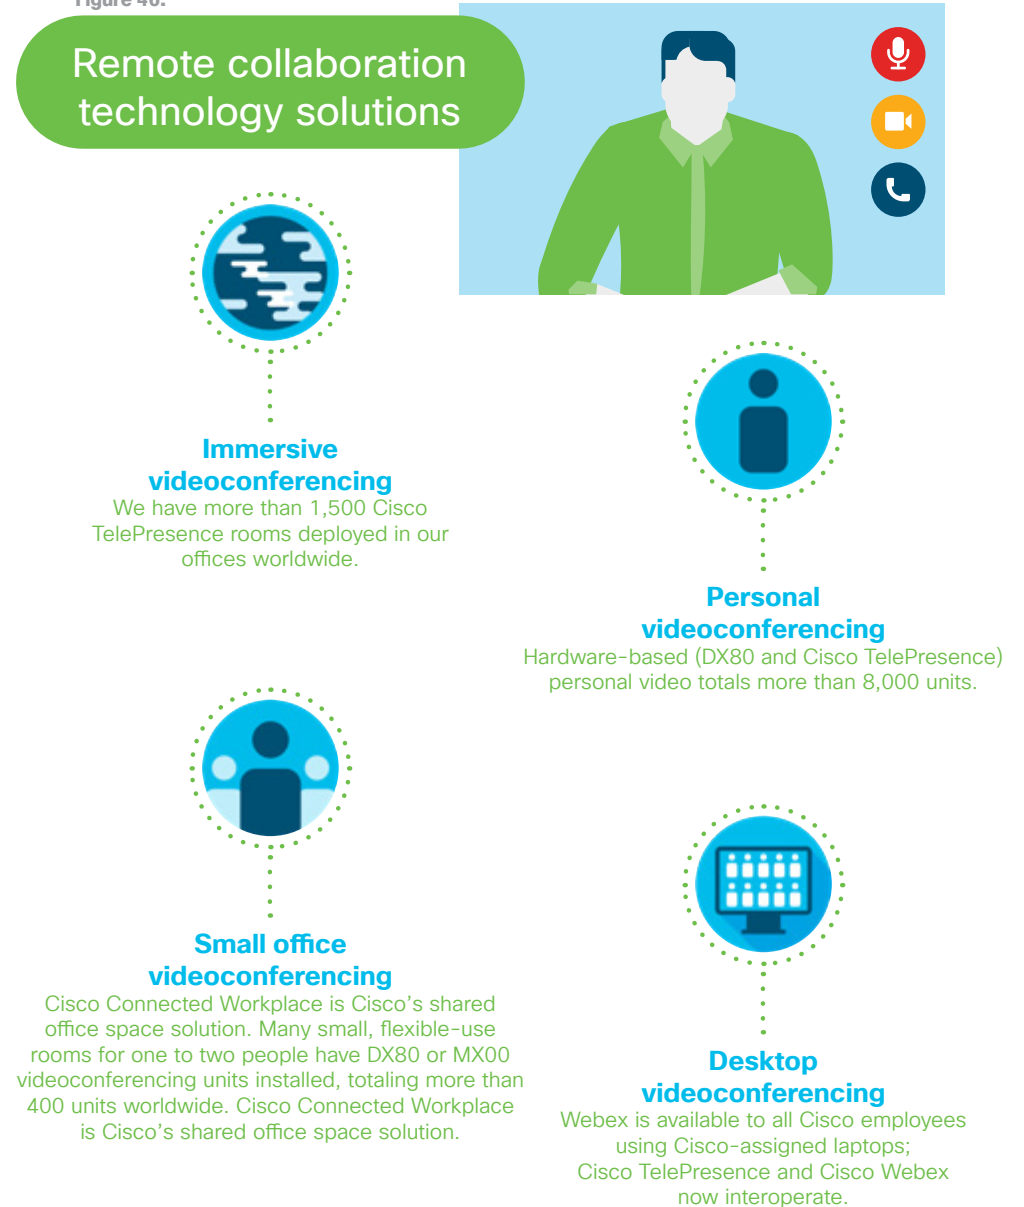 Figure 40.
Remote collaboration
technology solutions
Immersive
videoconferencing
We have more than 1,500 Cisco
TelePresence rooms deployed in our
offices worldwide.
Personal
videoconferencing
Hardware-based (DX80 and Cisco TelePresence)
personal video totals more than 8,000 units.
Small office
videoconferencing
Cisco Connected Workplace is Cisco’s shared
office space solution. Many small, flexible-use
rooms for one to two people have DX80 or MX00
videoconferencing units installed, totaling more than
400 units worldwide. Cisco Connected Workplace
is Cisco’s shared office space solution.
Desktop
videoconferencing
Webex is available to all Cisco employees
using Cisco-assigned laptops;
Cisco TelePresence and Cisco Webex
now interoperate.